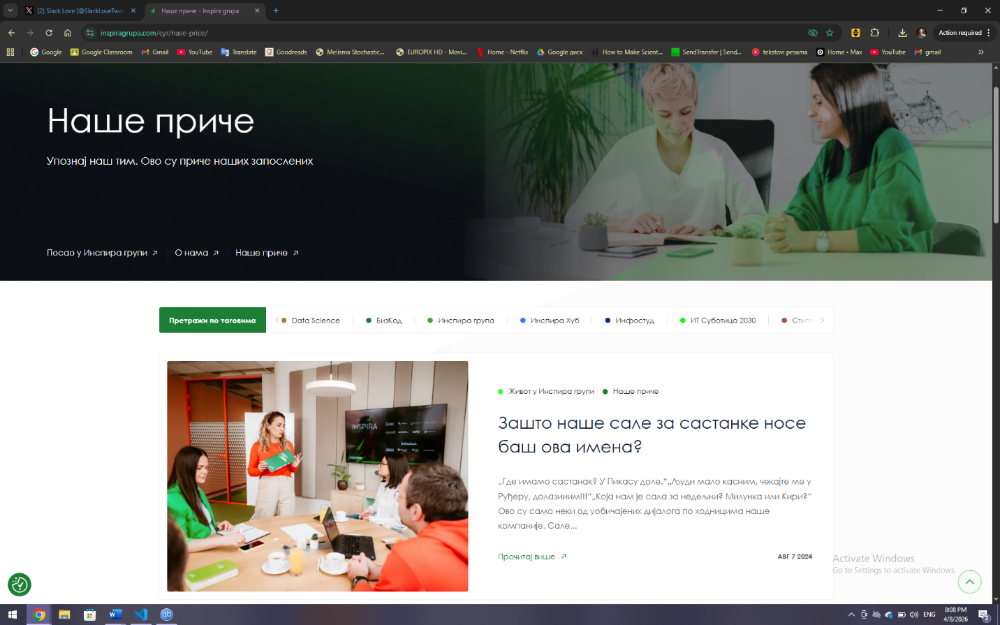 (2) Slack Love (@SlackLoveTwe
Наше приче - Inspira grupa
inspiragrupa.com/cyr/nase-price/
Action required
Google
Google Classroom
Gmail
YouTube
Translate
Goodreads
Melisma Stochastic...
EUROPIX HD - Movi...
Home - Netflix
Google диск
How to Make Scient...
SendTransfer | Send...
tekstovi pesama
Home • Max
YouTube
gmail
Наше приче
Упознај наш тим. Ово су приче наших запослених
Посао у Инспира групи
О нама
Наше приче
Претражи по таговима
Data Science
БизКод
Инспира група
Инспира Хуб
Инфостуд
ИТ Суботица 2030
Стип
INSPIRA
Живот у Инспира групи
Наше приче
Зашто наше сале за састанке носе
баш ова имена?
„Где имамо састанак? У Пикасу доле.“„Људи мало касним, чекајте ме у
Руђеру, долазииим!!!“„Која нам је сала за недељни? Милунка или Кири?“
Ово су само неки од уобичајених дијалога по ходницима наше
компаније. Сале...
Прочитај више
АВГ 7 2024
Activate Windows
Go to Settings to activate Windows.
ENG
8:08 PM
4/8/2026
2